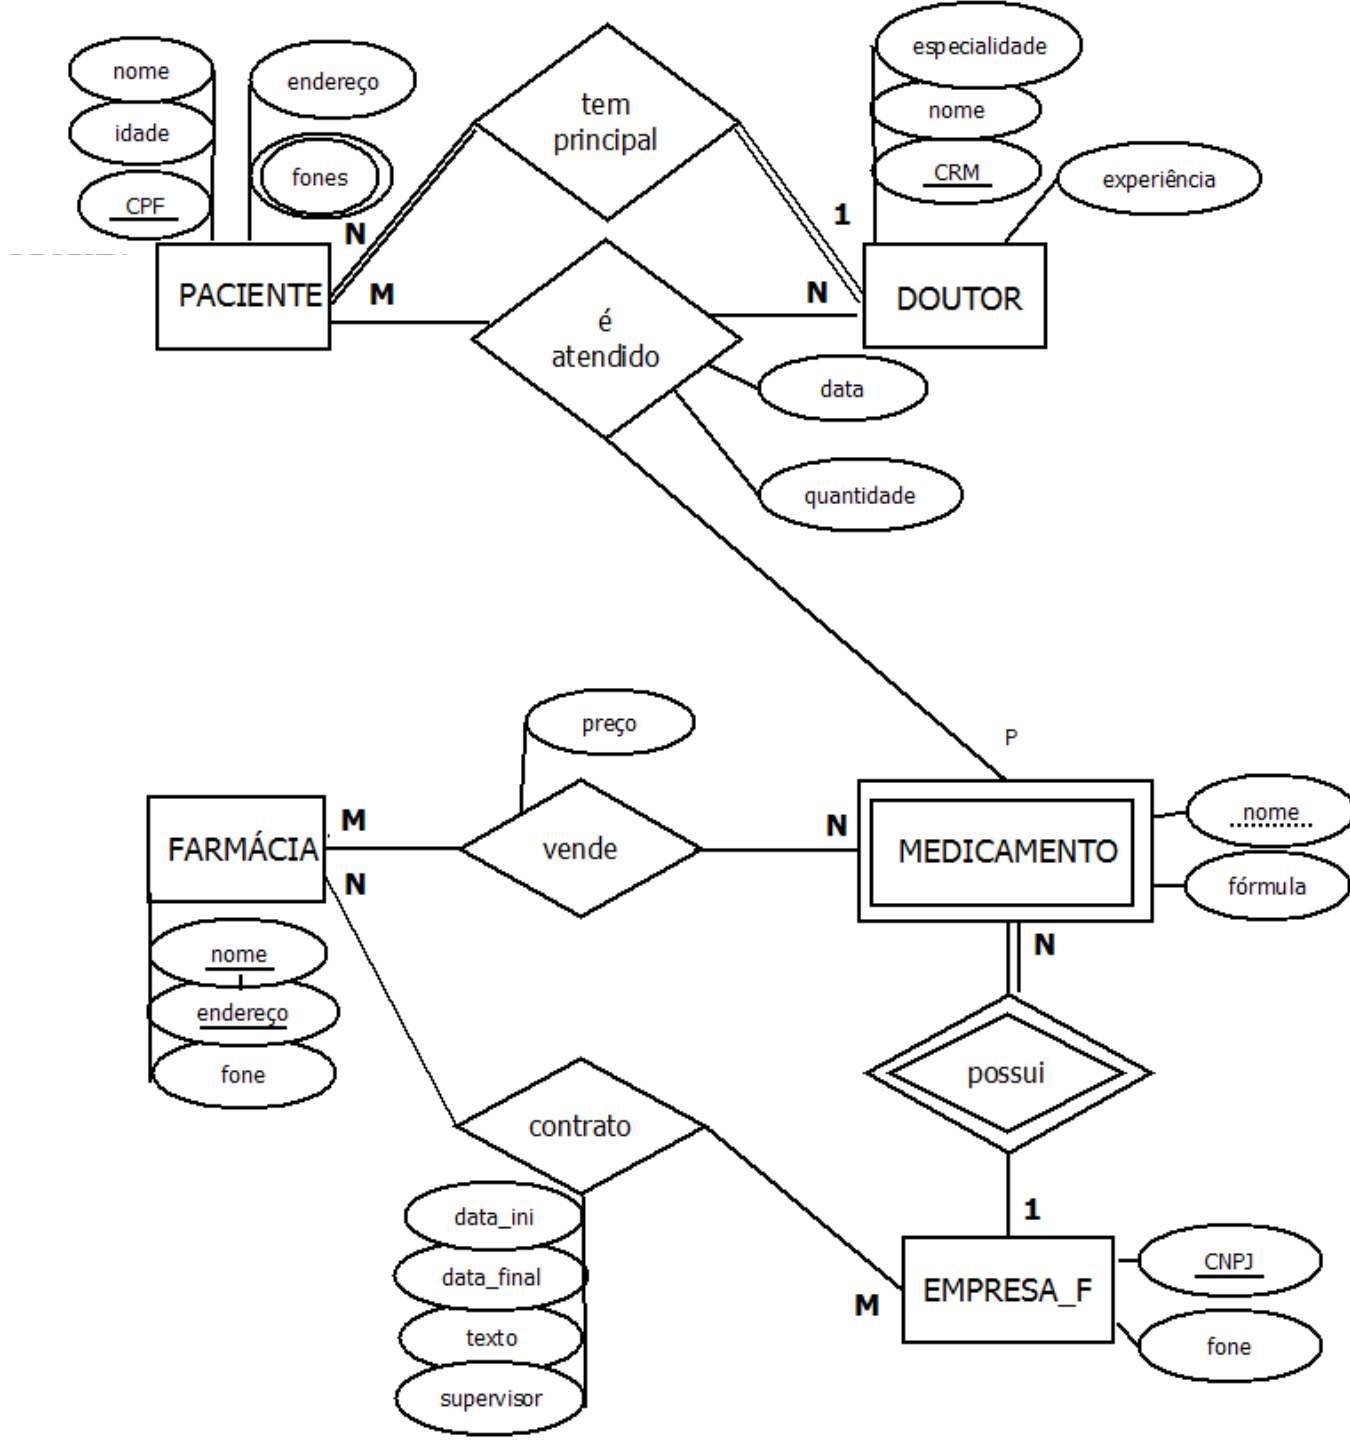 nome
endereço
especialidade
tem
principal
nome
idade
fones
CRM
experiência
CPF
N
1
PACIENTE
M
N
DOUTOR
é
atendido
data
quantidade
preço
P
FARMÁCIA
M
vende
N
MEDICAMENTO
nome
fórmula
N
N
nome
endereço
fone
possui
contrato
1
data_ini
data_final
texto
supervisor
M
EMPRESA_F
CNPJ
fone